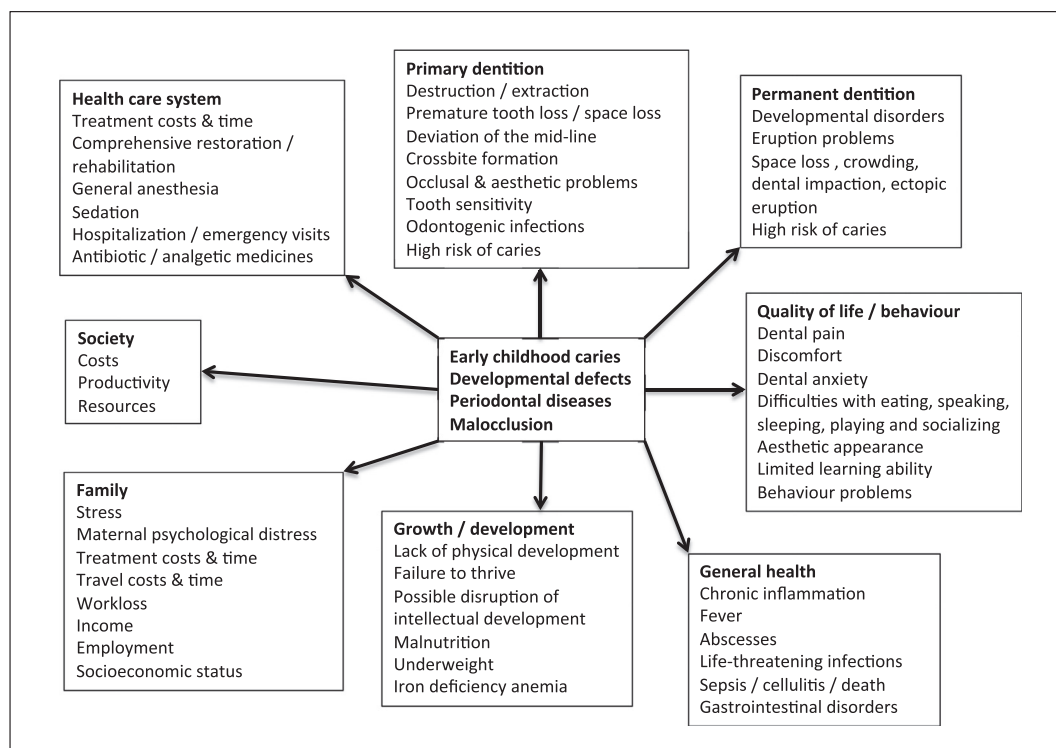 Health care system
Treatment costs & time
Comprehensive restoration /
rehabilitation
General anesthesia
Sedation
Hospitalization / emergency visits
Antibiotic / analgetic medicines
Primary dentition
Destruction / extraction
Premature tooth loss / space loss
Deviation of the mid-line
Crossbite formation
Occlusal & aesthetic problems
Tooth sensitivity
Odontogenic infections
High risk of caries
Permanent dentition
Developmental disorders
Eruption problems
Space loss , crowding,
dental impaction, ectopic
eruption
High risk of caries
Society
Costs
Productivity
Resources
Early childhood caries
Developmental defects
Periodontal diseases
Malocclusion
Quality of life / behaviour
Dental pain
Discomfort
Dental anxiety
Difficulties with eating, speaking,
sleeping, playing and socializing
Aesthetic appearance
Limited learning ability
Behaviour problems
Family
Stress
Maternal psychological distress
Treatment costs & time
Travel costs & time
Workloss
Income
Employment
Socioeconomic status
Growth / development
Lack of physical development
Failure to thrive
Possible disruption of
intellectual development
Malnutrition
Underweight
Iron deficiency anemia
General health
Chronic inflammation
Fever
Abscesses
Life-threatening infections
Sepsis / cellulitis / death
Gastrointestinal disorders